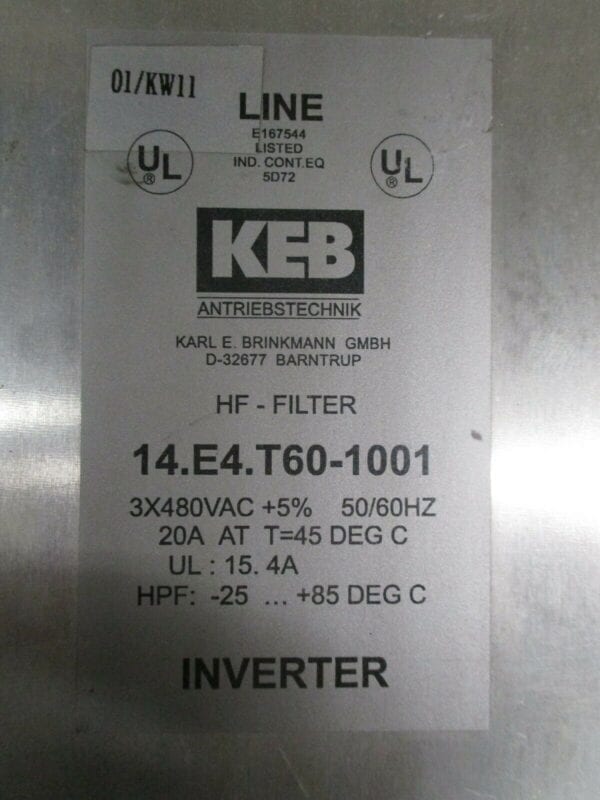 01/KW11
LINE
E167544
LISTED
IND. CONT.EQ
5D72
UL
®
UL
®
KEB
ANTRIEBSTECHNIK
KARL E. BRINKMANN GMBH
D-32677 BARNTRUP
HF - FILTER
14.E4.T60-1001
3X480VAC +5% 50/60HZ
20A AT T=45 DEG C
UL : 15. 4A
HPF: -25 ... +85 DEG C
INVERTER